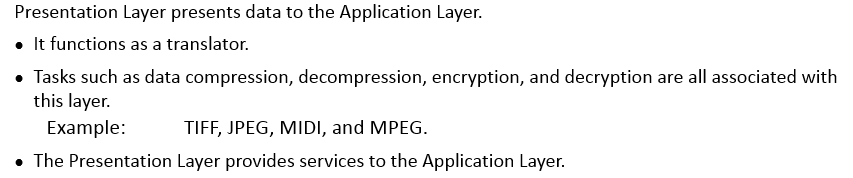 Presentation Layer presents data to the Application Layer.
• It functions as a translator.
• Tasks such as data compression, decompression, encryption, and decryption are all associated with
this layer.
Example: TIFF, JPEG, MIDI, and MPEG.
• The Presentation Layer provides services to the Application Layer.